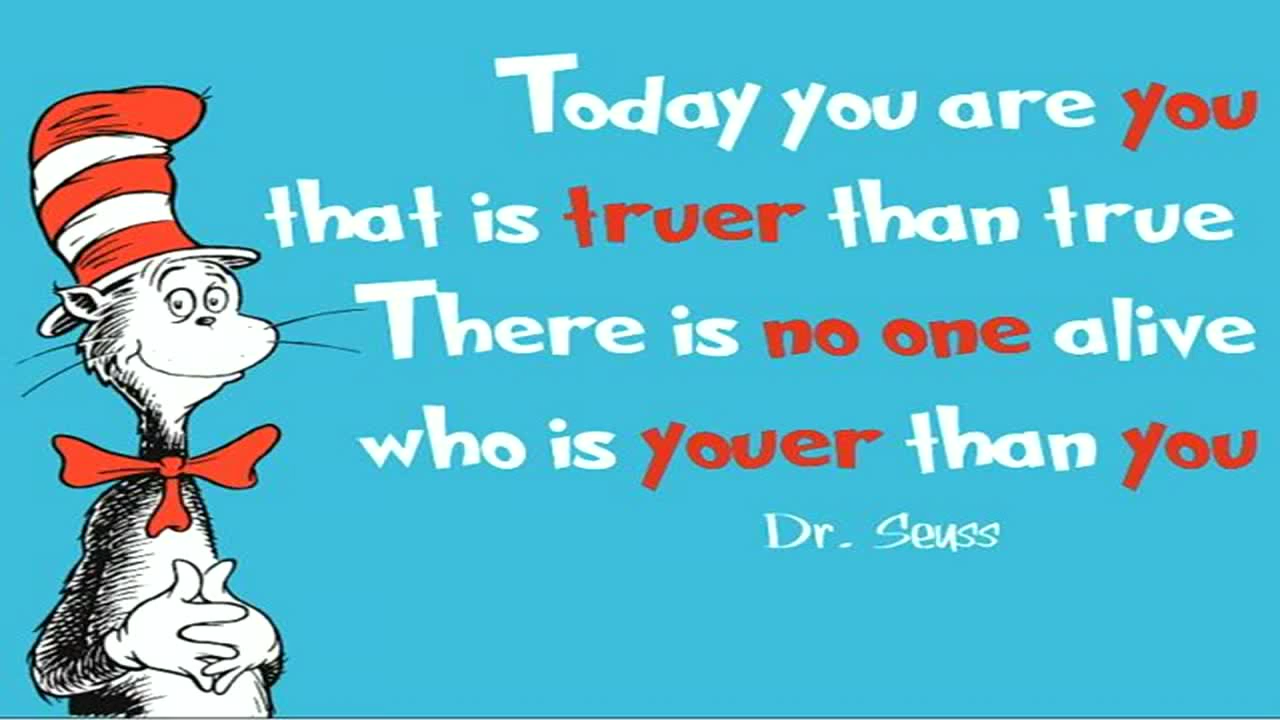 Today you are you
that is truer than true
There is no one alive
who is youer than you
Dr. Seuss